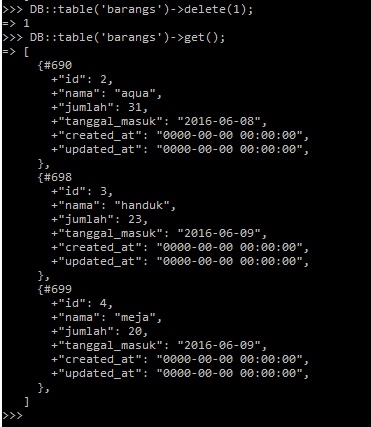 >>> DB::table('barangs')->delete(1);
=> 1
>>> DB::table('barangs')->get();
=> [
     {#690
       +"id": 2,
       +"nama": "aqua",
       +"jumlah": 31,
       +"tanggal_masuk": "2016-06-08",
       +"created_at": "0000-00-00 00:00:00",
       +"updated_at": "0000-00-00 00:00:00",
     },
     {#698
       +"id": 3,
       +"nama": "handuk",
       +"jumlah": 23,
       +"tanggal_masuk": "2016-06-09",
       +"created_at": "0000-00-00 00:00:00",
       +"updated_at": "0000-00-00 00:00:00",
     },
     {#699
       +"id": 4,
       +"nama": "meja",
       +"jumlah": 20,
       +"tanggal_masuk": "2016-06-09",
       +"created_at": "0000-00-00 00:00:00",
       +"updated_at": "0000-00-00 00:00:00",
     },
   ]
>>>